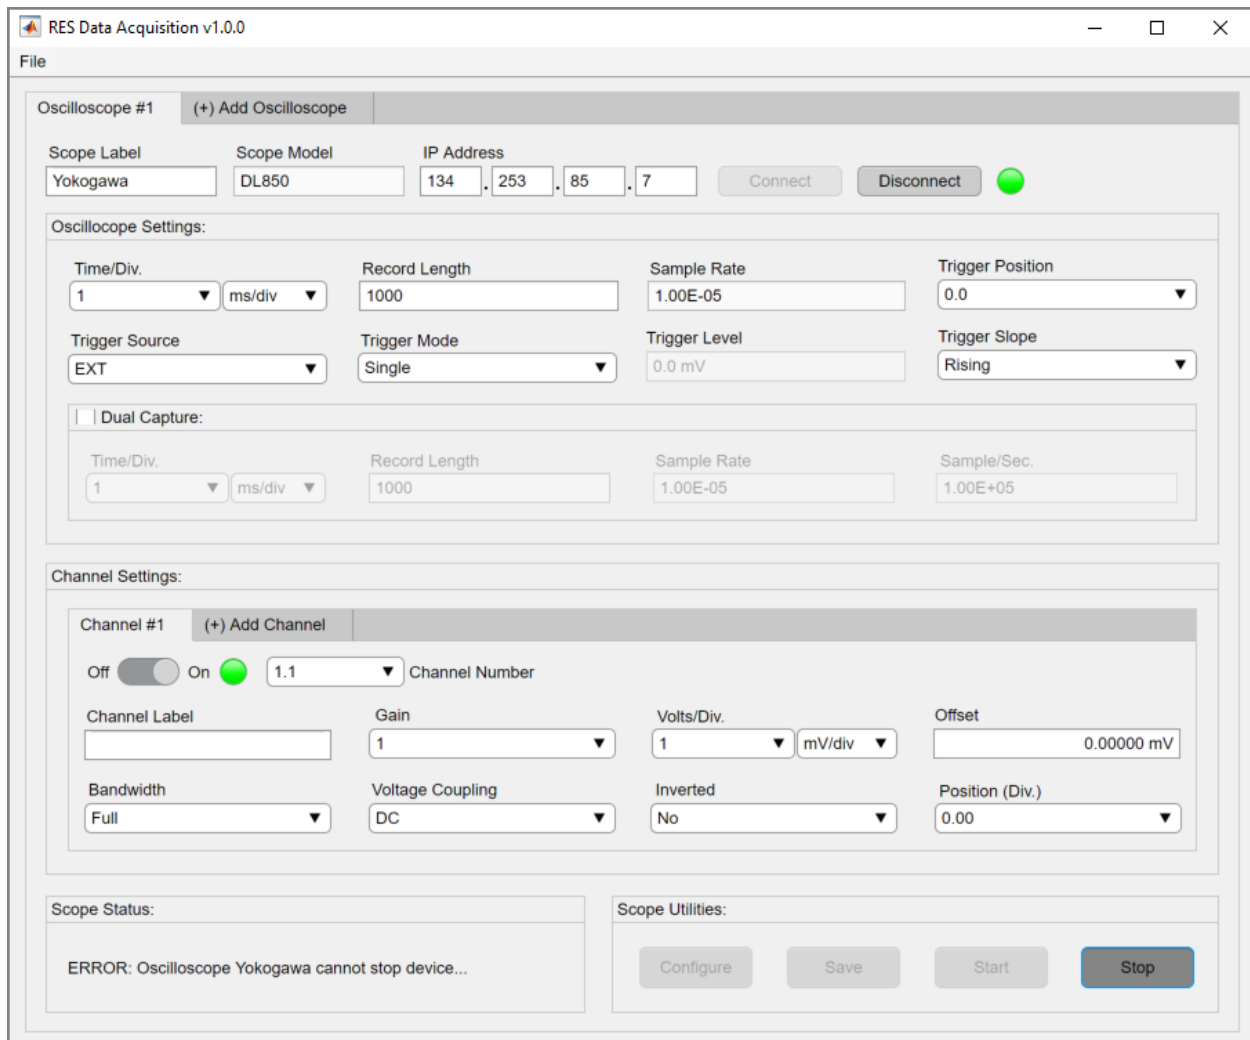 RES Data Acquisition v1.0.0
File
Oscilloscope #1 (+) Add Oscilloscope
Scope Label Scope Model IP Address
Yokogawa DL850 134 . 253 . 85 . 7 Connect Disconnect
Oscillocope Settings:
Time/Div. Record Length Sample Rate Trigger Position
1 ms/div 1000 1.00E-05 0.0
Trigger Source Trigger Mode Trigger Level Trigger Slope
EXT Single 0.0 mV Rising
Dual Capture:
Time/Div. Record Length Sample Rate Sample/Sec.
1 ms/div 1000 1.00E-05 1.00E+05
Channel Settings:
Channel #1 (+) Add Channel
Off On 1.1 Channel Number
Channel Label Gain Volts/Div. Offset
1 1 mV/div 0.00000 mV
Bandwidth Voltage Coupling Inverted Position (Div.)
Full DC No 0.00
Scope Status: Scope Utilities:
ERROR: Oscilloscope Yokogawa cannot stop device... Configure Save Start Stop